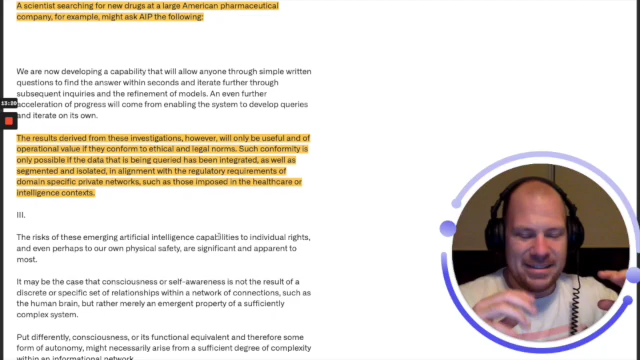 A scientist searching for new drugs at a large American pharmaceutical
company, for example, might ask AIP the following:
We are now developing a capability that will allow anyone through simple written
questions to find the answer within seconds and iterate further through
subsequent inquiries and the refinement of models. An even further
acceleration of progress will come from enabling the system to develop queries
and iterate on its own.
13:20
The results derived from these investigations, however, will only be useful and of
operational value if they conform to ethical and legal norms. Such conformity is
only possible if the data that is being queried has been integrated, as well as
segmented and isolated, in alignment with the regulatory requirements of
domain specific private networks, such as those imposed in the healthcare or
intelligence contexts.
III.
The risks of these emerging artificial intelligence capabilities to individual rights,
and even perhaps to our own physical safety, are significant and apparent to
most.
It may be the case that consciousness or self-awareness is not the result of a
discrete or specific set of relationships within a network of connections, such as
the human brain, but rather merely an emergent property of a sufficiently
complex system.
Put differently, consciousness, or its functional equivalent and therefore some
form of autonomy, might necessarily arise from a sufficient degree of complexity
within an informational network.